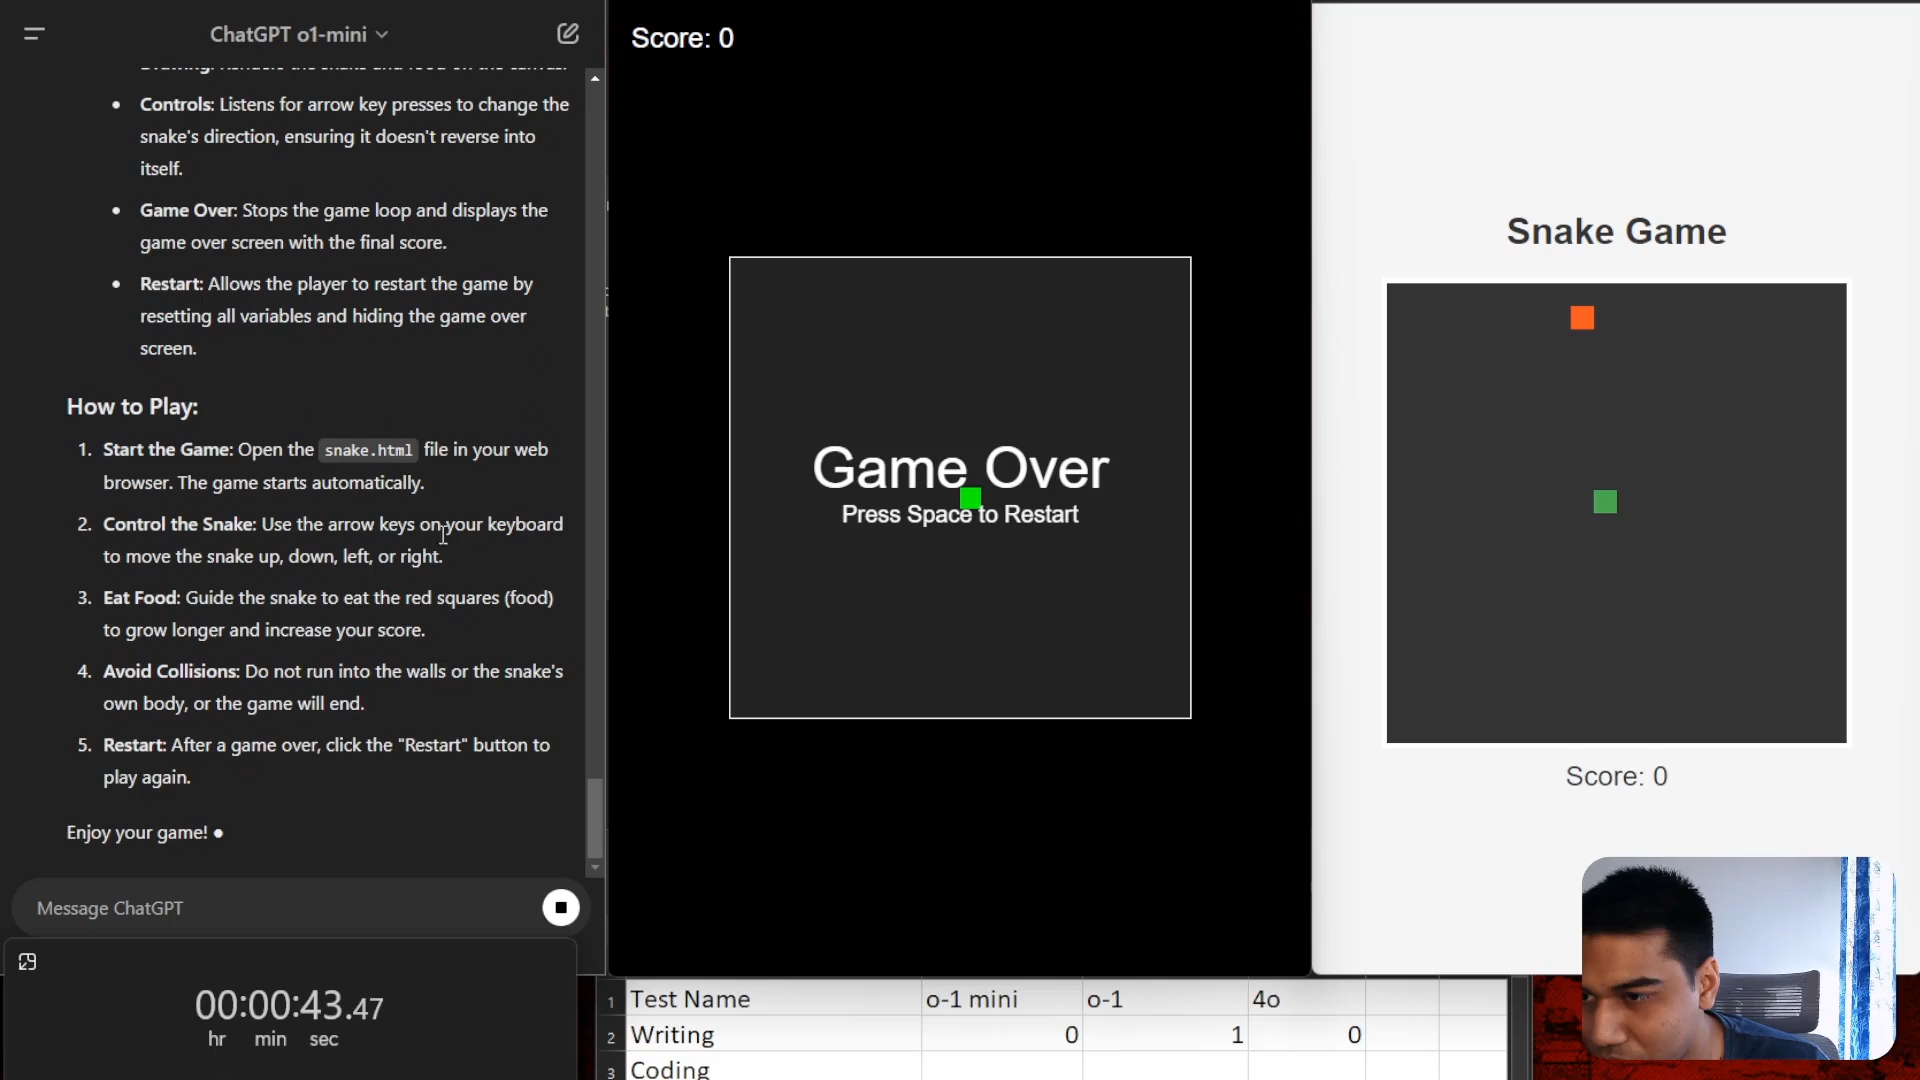 ChatGPT o1-mini
Drawing: Renders the snake and food on the canvas.
Controls: Listens for arrow key presses to change the
snake's direction, ensuring it doesn't reverse into
itself.
Game Over: Stops the game loop and displays the
game over screen with the final score.
Restart: Allows the player to restart the game by
resetting all variables and hiding the game over
screen.
How to Play:
1. Start the Game: Open the snake.html file in your web
browser. The game starts automatically.
2. Control the Snake: Use the arrow keys on your keyboard
to move the snake up, down, left, or right.
3. Eat Food: Guide the snake to eat the red squares (food)
to grow longer and increase your score.
4. Avoid Collisions: Do not run into the walls or the snake's
own body, or the game will end.
5. Restart: After a game over, click the "Restart" button to
play again.
Enjoy your game!
Message ChatGPT
00:00:43.47
hr min sec
Score: 0
Game Over
Press Space to Restart
Snake Game
Score: 0
1 Test Name o-1 mini o-1 4o
2 Writing 0 1 0
3 Coding